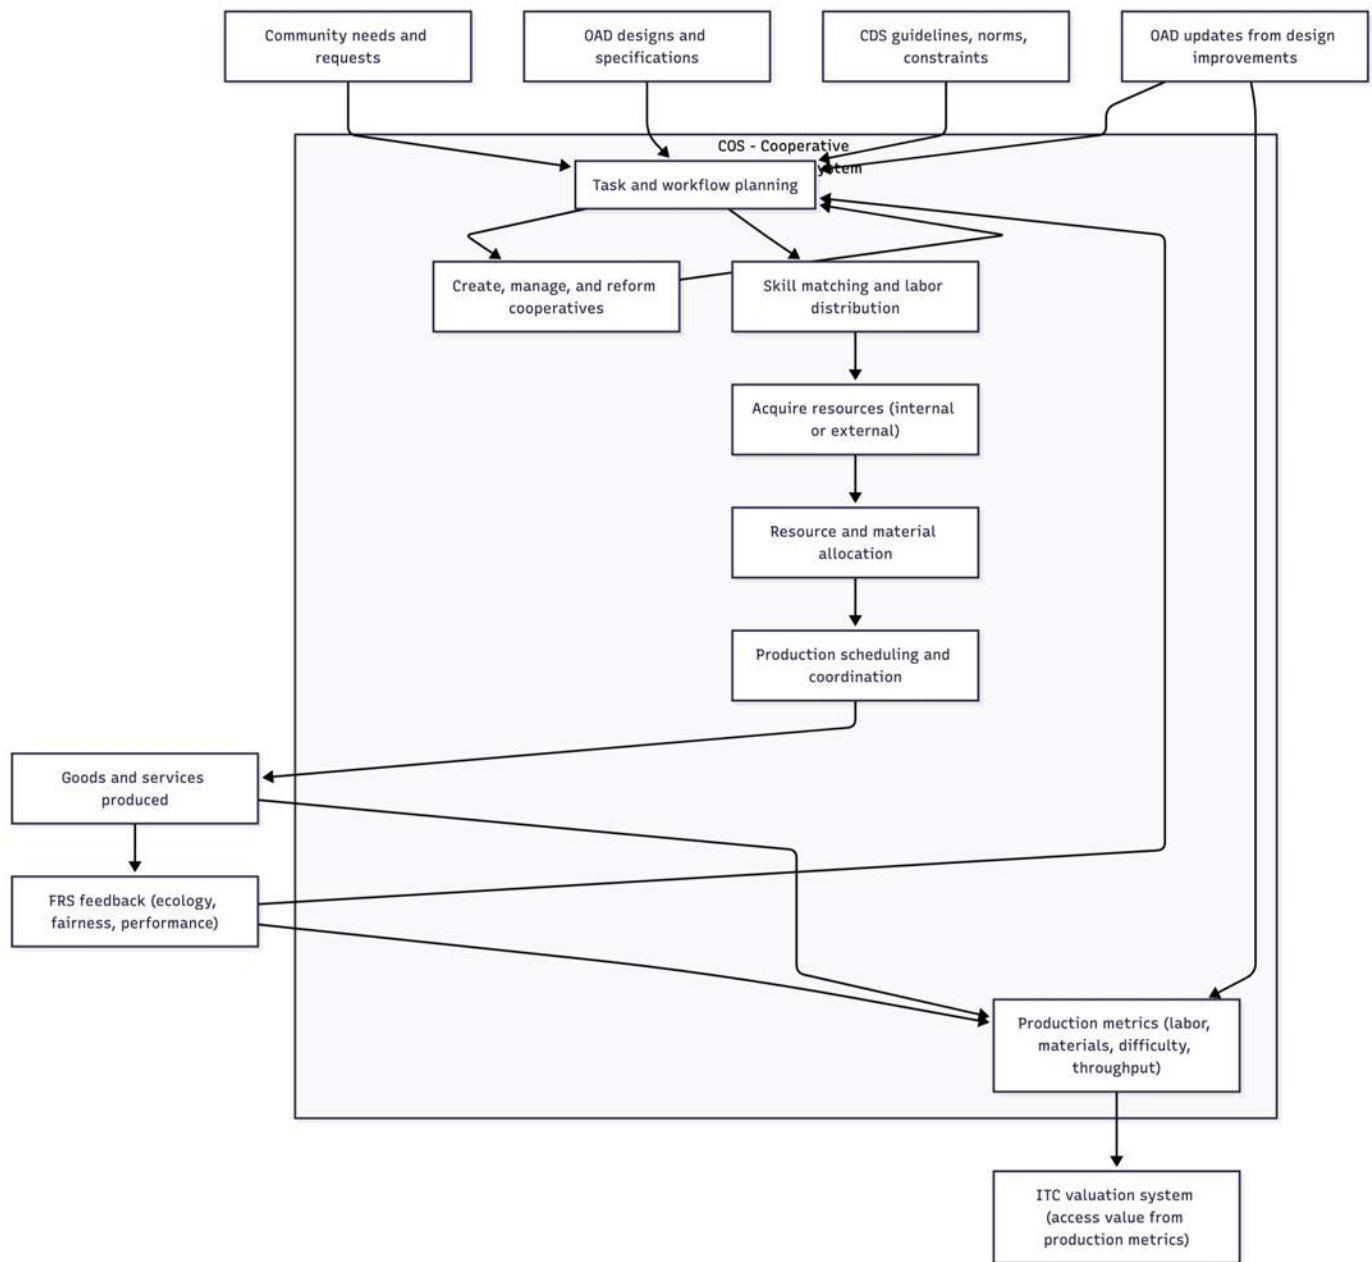 Community needs and
requests
OAD designs and
specifications
CDS guidelines, norms,
constraints
OAD updates from design
improvements
COS - Cooperative
Task and workflow planning
Create, manage, and reform
cooperatives
Skill matching and labor
distribution
Acquire resources (internal
or external)
Resource and material
allocation
Production scheduling and
coordination
Goods and services
produced
FRS feedback (ecology,
fairness, performance)
Production metrics (labor,
materials, difficulty,
throughput)
ITC valuation system
(access value from
production metrics)